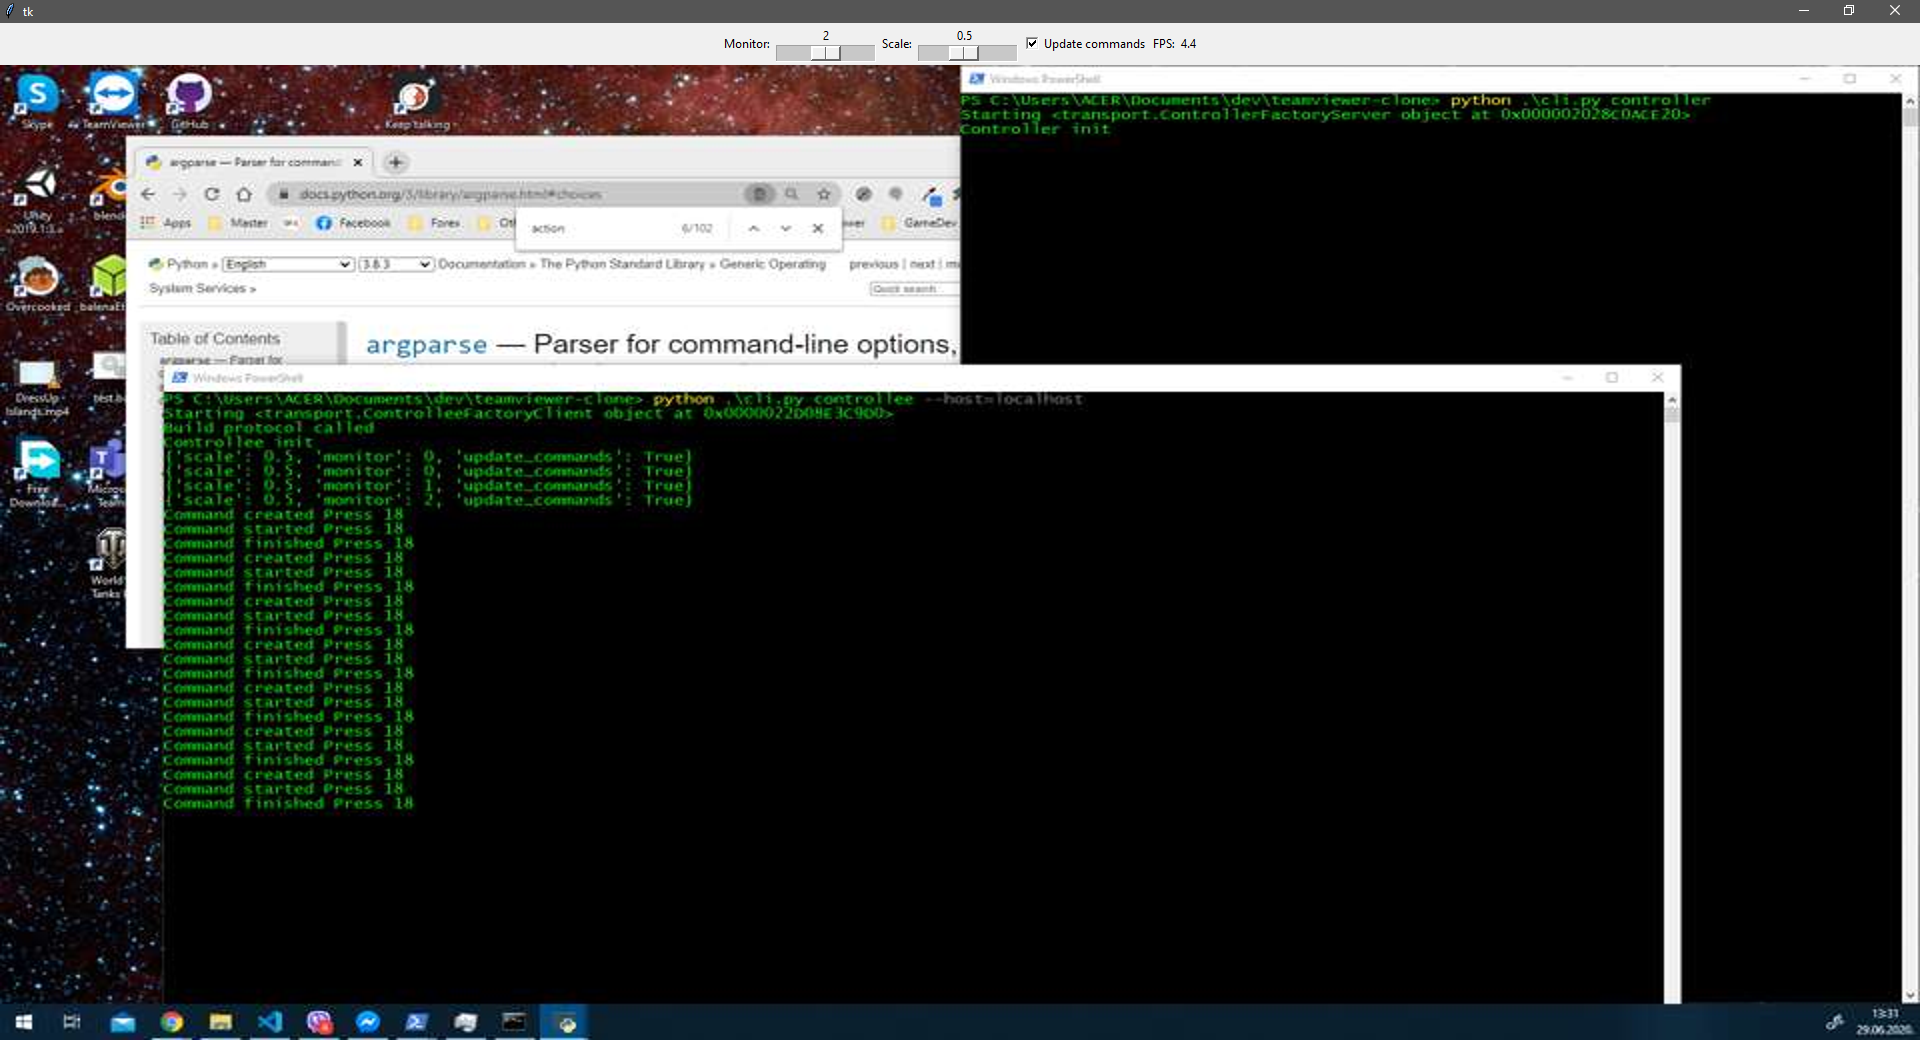 tk
Monitor: 2 Scale: 0.5 Update commands FPS: 4.4
Skype
TeamViewer
GitHub
Keep talking
Windows PowerShell
PS C:\Users\ACER\Documents\dev\teamviewer-clone> python .\cli.py controller
Starting <transport.ControllerFactoryServer object at 0x000002028C0ACE20>
Controller init
argparse — Parser for command
docs.python.org/3/library/argparse.html#choices
Apps Master Facebook Forex GameDev
action 6/102
Python » English 3.8.3 Documentation » The Python Standard Library » Generic Operating
System Services »
previous | next |
Quick search
Table of Contents
argparse — Parser for
argparse — Parser for command-line options,
Unity
2019.1.3
Overcooked
balenaEt
DressUp
Islands.mp4
Free
Download...
Micros
Team
World
Tanks
Windows PowerShell
PS C:\Users\ACER\Documents\dev\teamviewer-clone> python .\cli.py controllee --host=localhost
Starting <transport.ControlleeFactoryClient object at 0x0000022D08E3C9D0>
Build protocol called
Controllee init
{'scale': 0.5, 'monitor': 0, 'update_commands': True}
{'scale': 0.5, 'monitor': 0, 'update_commands': True}
{'scale': 0.5, 'monitor': 1, 'update_commands': True}
{'scale': 0.5, 'monitor': 2, 'update_commands': True}
Command created Press 18
Command started Press 18
Command finished Press 18
Command created Press 18
Command started Press 18
Command finished Press 18
Command created Press 18
Command started Press 18
Command finished Press 18
Command created Press 18
Command started Press 18
Command finished Press 18
Command created Press 18
Command started Press 18
Command finished Press 18
Command created Press 18
Command started Press 18
Command finished Press 18
Command created Press 18
Command started Press 18
Command finished Press 18
13:31
29.06.2020.